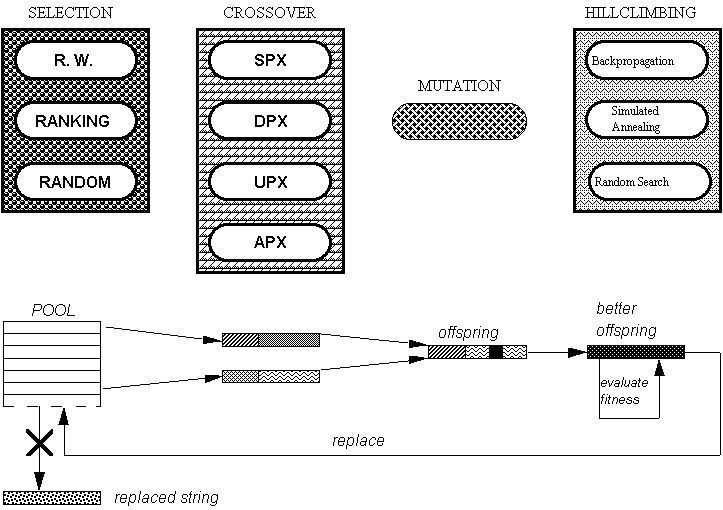 SELECTION
CROSSOVER
HILLCLIMBING
R. W.
RANKING
RANDOM
SPX
DPX
UPX
APX
MUTATION
Backpropagation
Simulated
Annealing
Random Search
POOL
offspring
better
offspring
evaluate
fitness
replace
replaced string